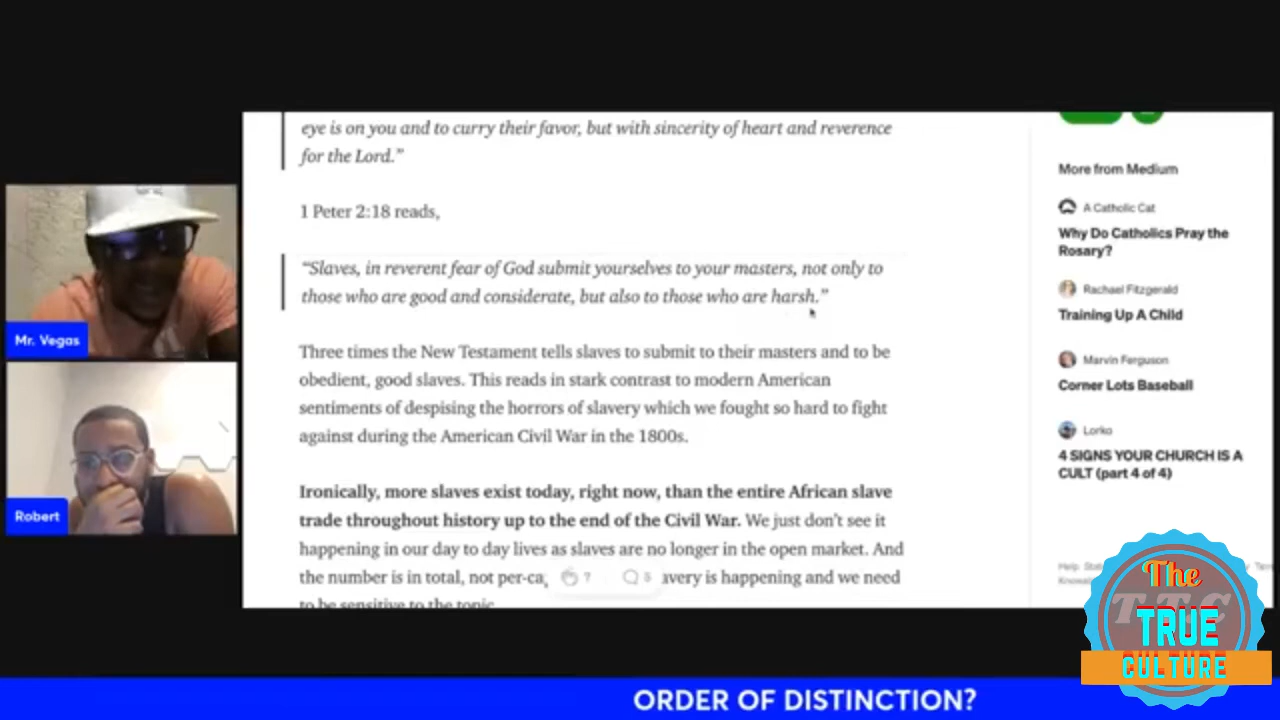 eye is on you and to curry their favor, but with sincerity of heart and reverence
for the Lord.”
1 Peter 2:18 reads,
“Slaves, in reverent fear of God submit yourselves to your masters, not only to
those who are good and considerate, but also to those who are harsh.”
Three times the New Testament tells slaves to submit to their masters and to be
obedient, good slaves. This reads in stark contrast to modern American
sentiments of despising the horrors of slavery which we fought so hard to fight
against during the American Civil War in the 1800s.
Ironically, more slaves exist today, right now, than the entire African slave
trade throughout history up to the end of the Civil War. We just don’t see it
happening in our day to day lives as slaves are no longer in the open market. And
the number is in total, not 7 5 is happening and we need
to be sensitive to the topic
More from Medium
A Catholic Cat
Why Do Catholics Pray the
Rosary?
Rachael Fitzgerald
Training Up A Child
Marvin Ferguson
Corner Lots Baseball
Lorko
4 SIGNS YOUR CHURCH IS A
CULT (part 4 of 4)
Help
Mr. Vegas
Robert
The
TTC
TRUE
CULTURE
ORDER OF DISTINCTION?